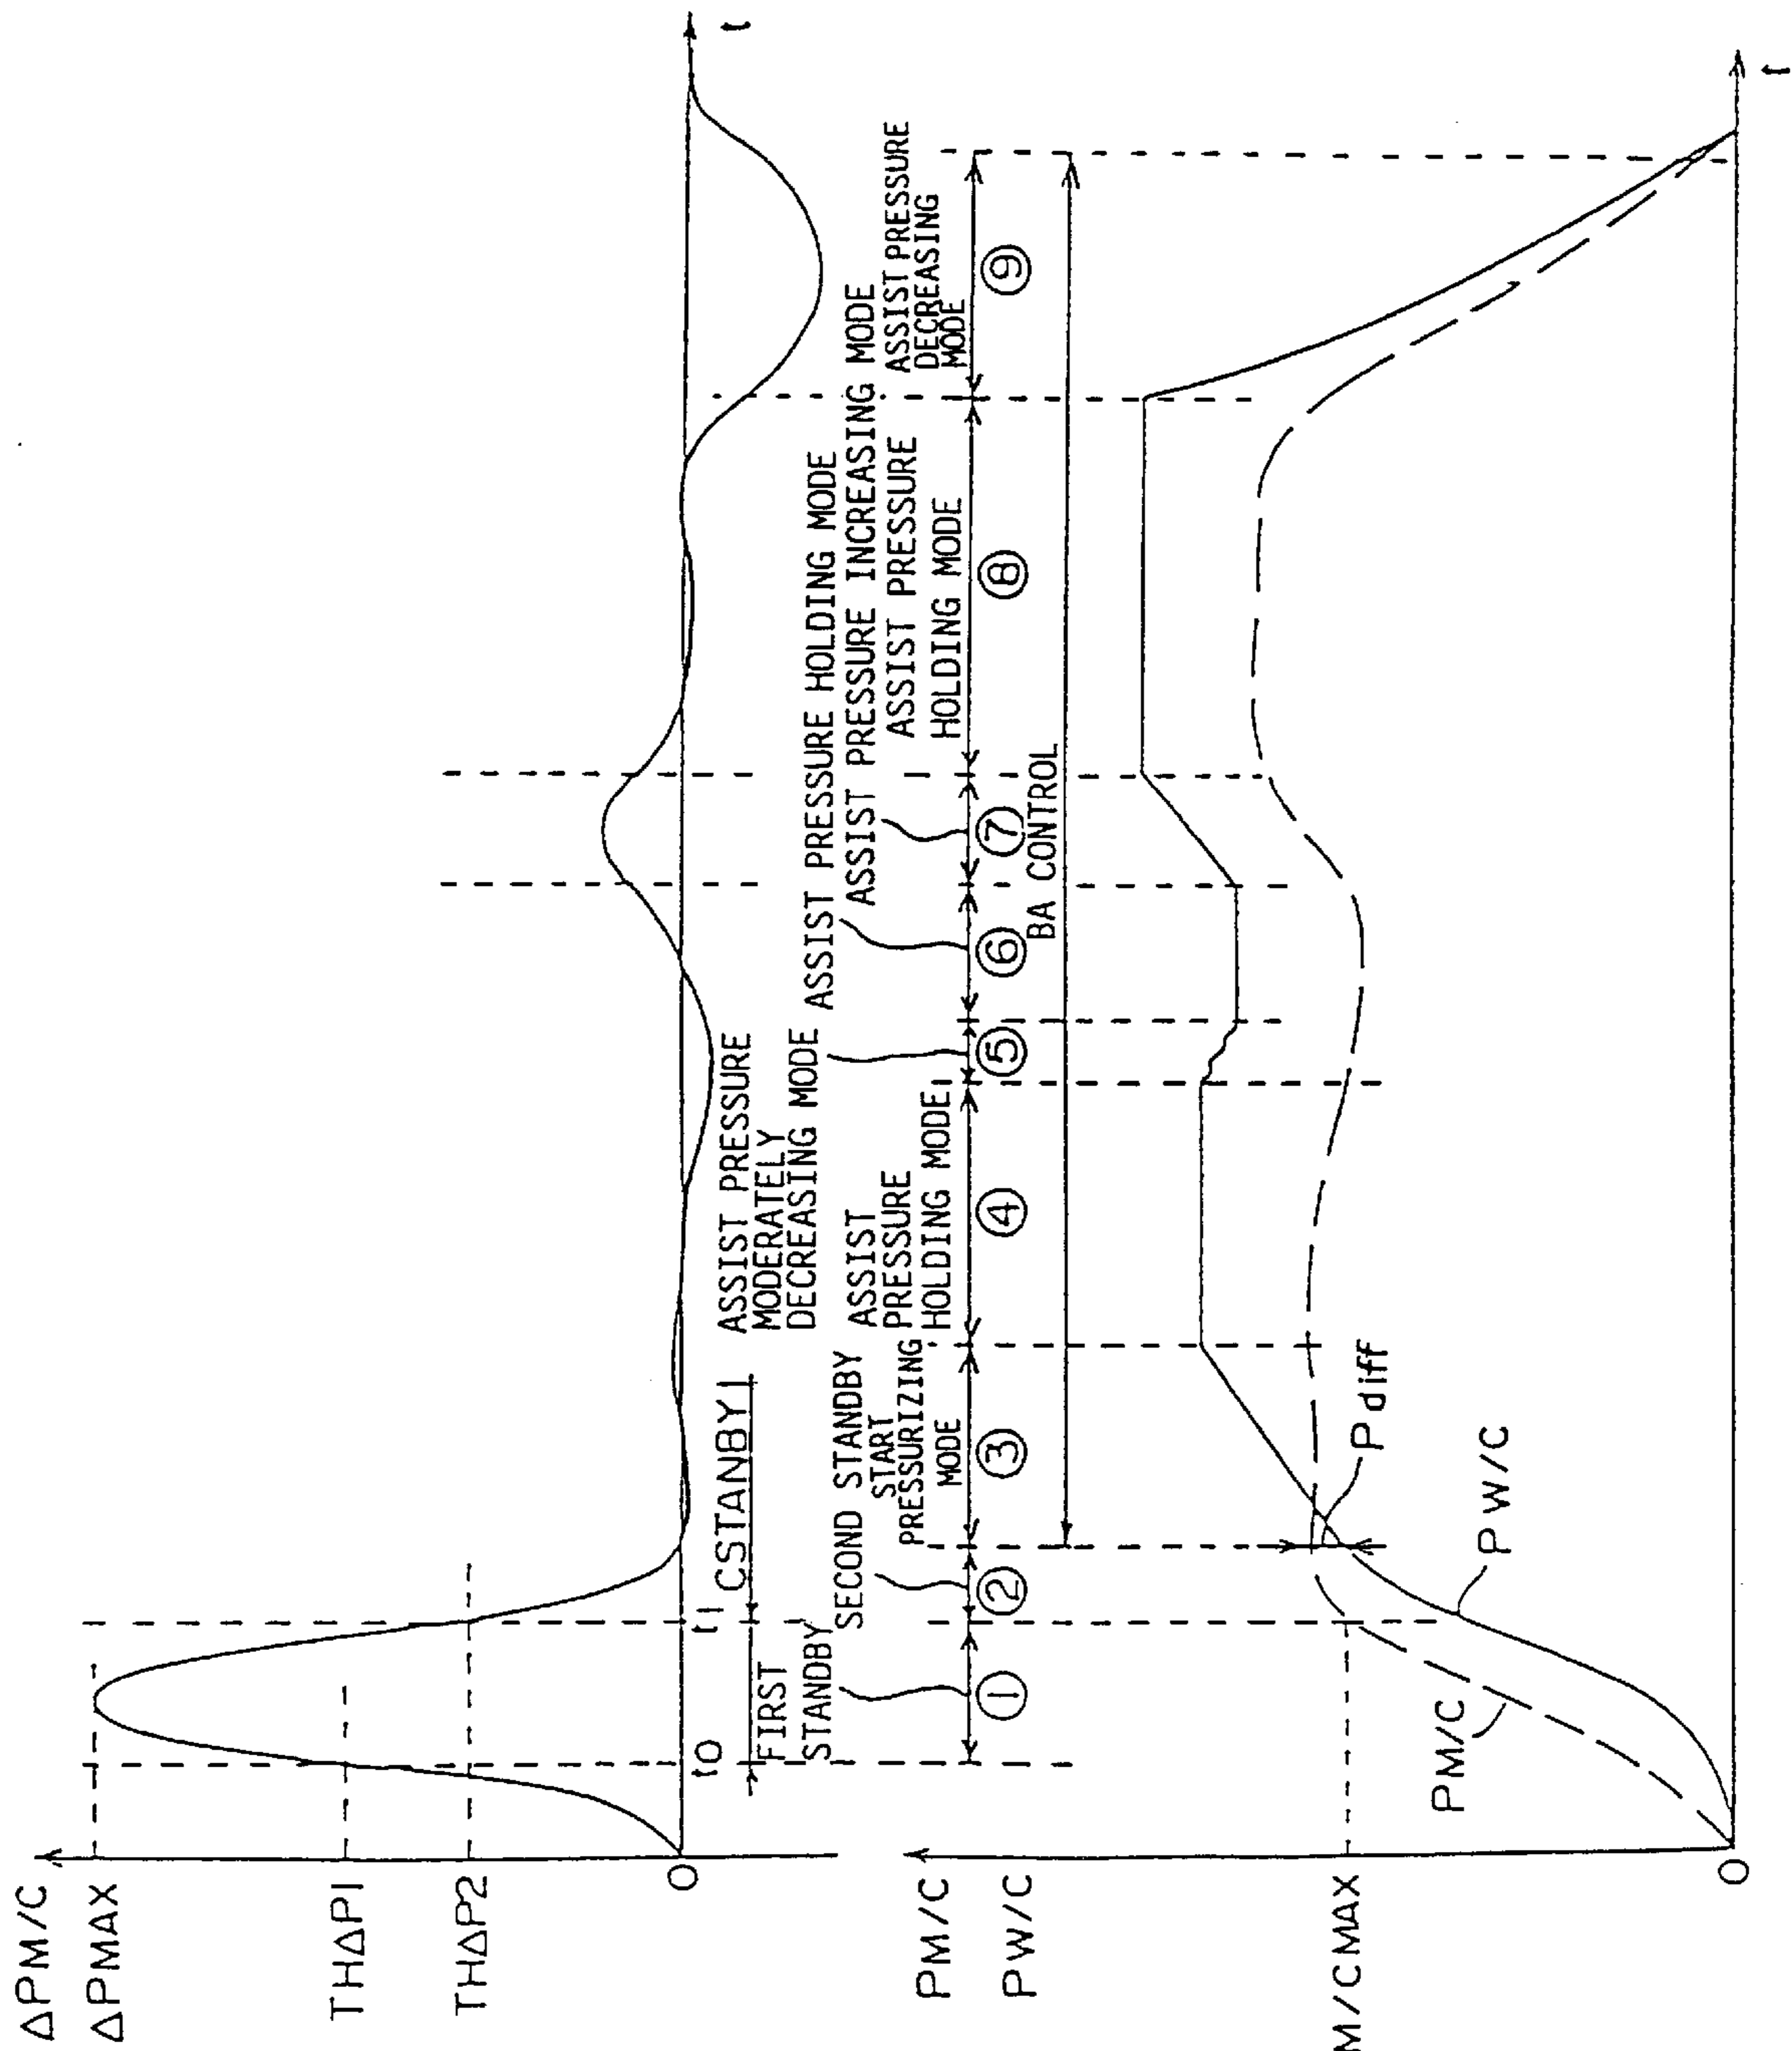 ΔPM/C
ΔPMAX
THΔP1
THΔP2
0
t0
t1
t
CSTANDBY1
FIRST
STANDBY
SECOND STANDBY
START
PRESSURIZING
MODE
ASSIST
PRESSURE
HOLDING MODE
ASSIST PRESSURE
MODERATELY
DECREASING MODE
ASSIST PRESSURE HOLDING MODE
ASSIST PRESSURE INCREASING MODE
ASSIST PRESSURE
HOLDING MODE
ASSIST PRESSURE
DECREASING
MODE
① ② ③ ④ ⑤ ⑥ ⑦ ⑧ ⑨
BA CONTROL
PM/C
PW/C
M/CMAX
0
PM/C
PW/C
Pdiff
t